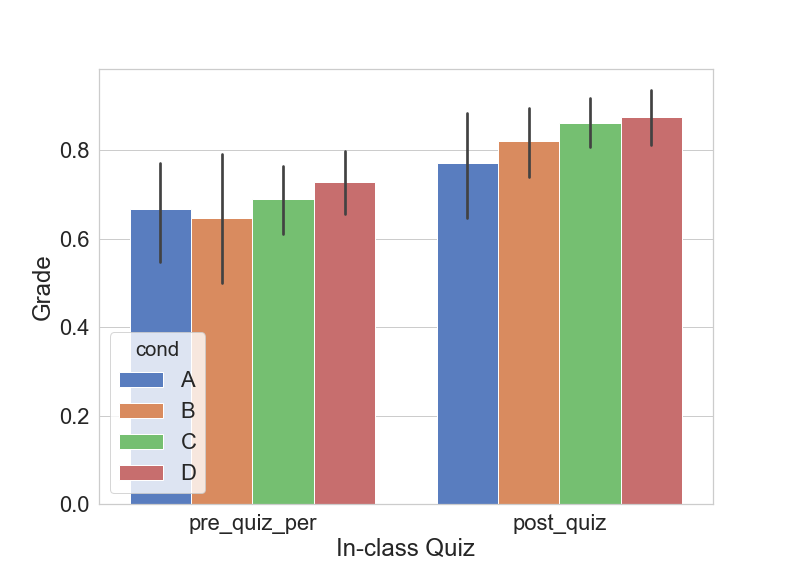 Grade
0.8
0.6
0.4
0.2
0.0
cond
A
B
C
D
pre_quiz_per
post_quiz
In-class Quiz